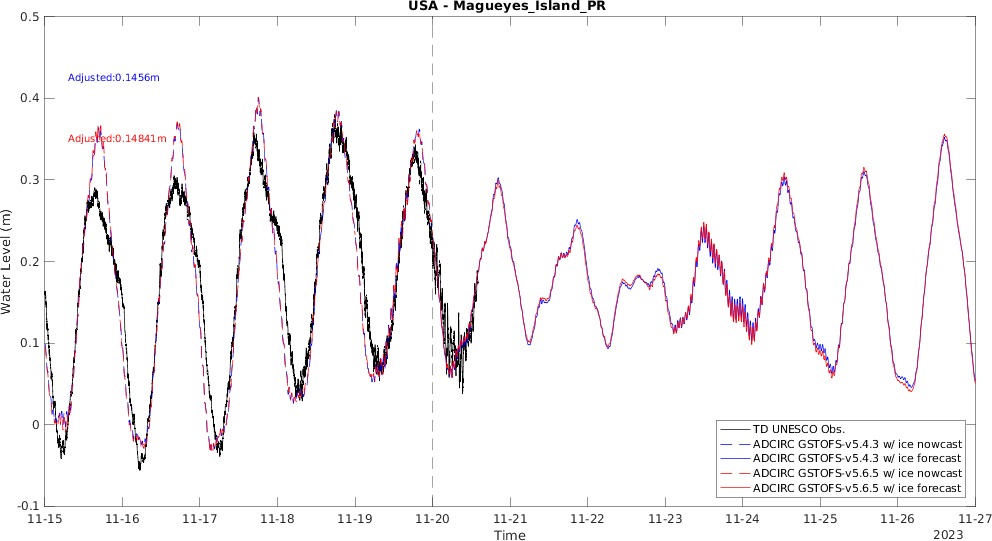 USA - Magueyes_Island_PR
Water Level (m)
0.5
0.4
0.3
0.2
0.1
0
-0.1
Adjusted:0.1456m
Adjusted:0.14841m
TD UNESCO Obs.
ADCIRC GSTOFS-v5.4.3 w/ ice nowcast
ADCIRC GSTOFS-v5.4.3 w/ ice forecast
ADCIRC GSTOFS-v5.6.5 w/ ice nowcast
ADCIRC GSTOFS-v5.6.5 w/ ice forecast
11-15 11-16 11-17 11-18 11-19 11-20 11-21 11-22 11-23 11-24 11-25 11-26 11-27
Time
2023